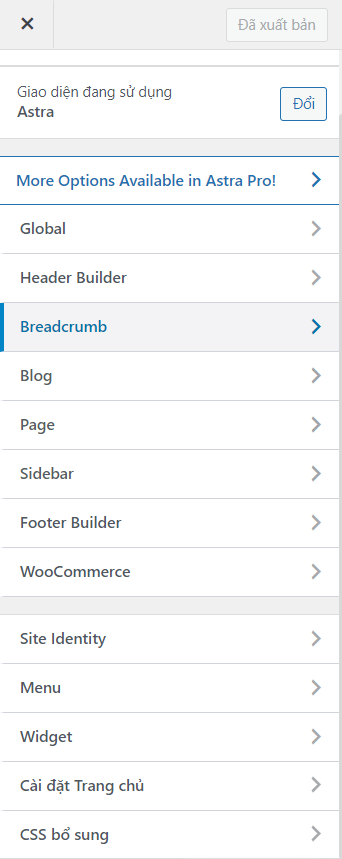 Đã xuất bản
Giao diện đang sử dụng
Astra
Đổi
More Options Available in Astra Pro!
Global
Header Builder
Breadcrumb
Blog
Page
Sidebar
Footer Builder
WooCommerce
Site Identity
Menu
Widget
Cài đặt Trang chủ
CSS bổ sung